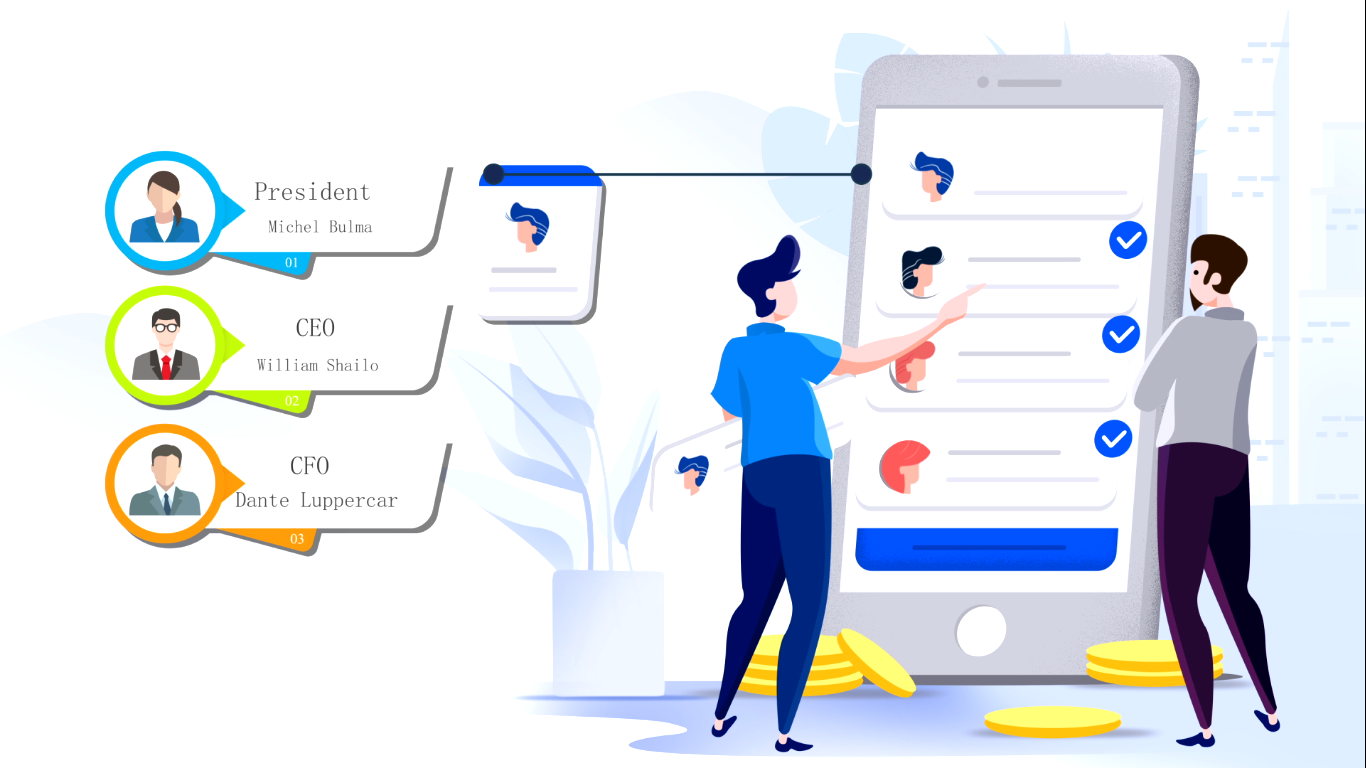 President
Michel Bulma
01
CEO
William Shailo
02
CFO
Dante Luppercar
03